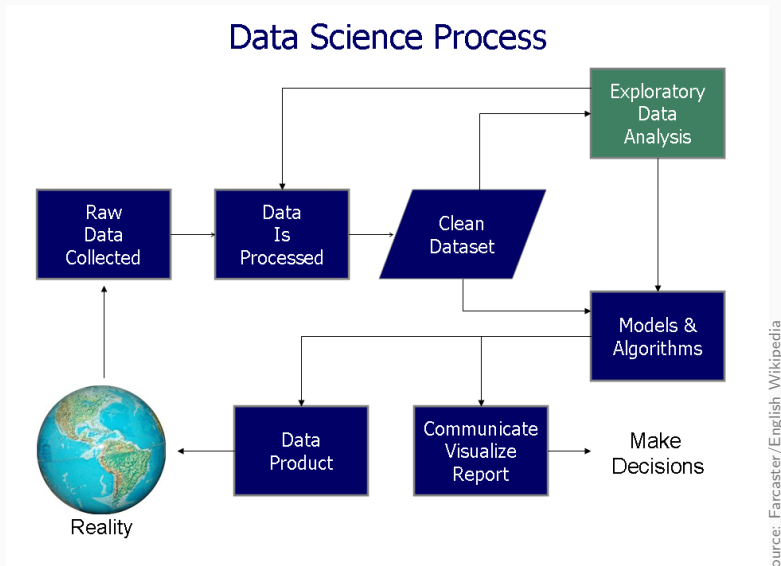 Data Science Process
Exploratory
Data
Analysis
Raw
Data
Collected
Data
Is
Processed
Clean
Dataset
Models &
Algorithms
Data
Product
Communicate
Visualize
Report
Make
Decisions
Reality
ource: Farcaster/English Wikipedia